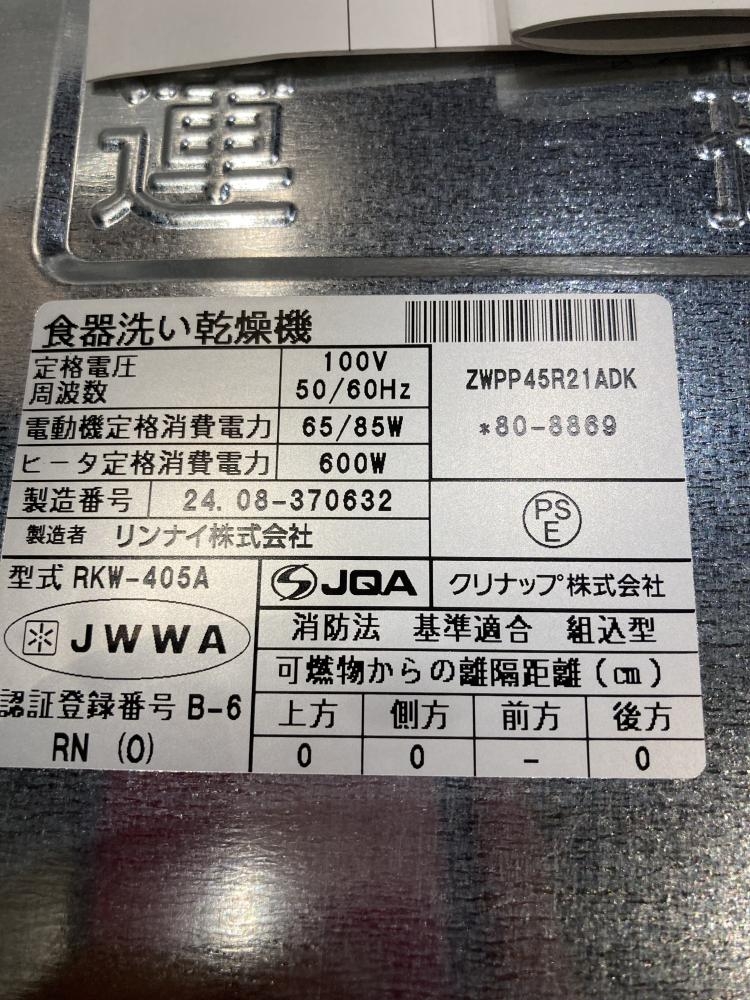 運
食器洗い乾燥機
定格電圧 100V
周波数 50/60Hz
ZWPP45R21ADK
電動機定格消費電力 65/85W
*80-8869
ヒータ定格消費電力 600W
製造番号 24.08-370632
製造者 リンナイ株式会社
PS
E
型式 RKW-405A
JQA クリナップ株式会社
水 JWWA
消防法 基準適合 組込型
可燃物からの離隔距離(cm)
認証登録番号 B-6
上方 側方 前方 後方
RN (0)
0 0 - 0